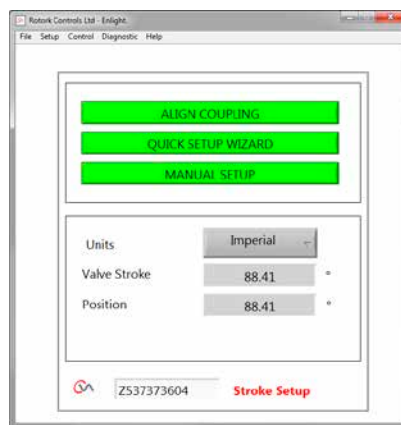 Rotork Controls Ltd - Enlight.
File Setup Control Diagnostic Help
ALIGN COUPLING
QUICK SETUP WIZARD
MANUAL SETUP
Units Imperial
Valve Stroke 88.41 °
Position 88.41 °
Z537373604 Stroke Setup